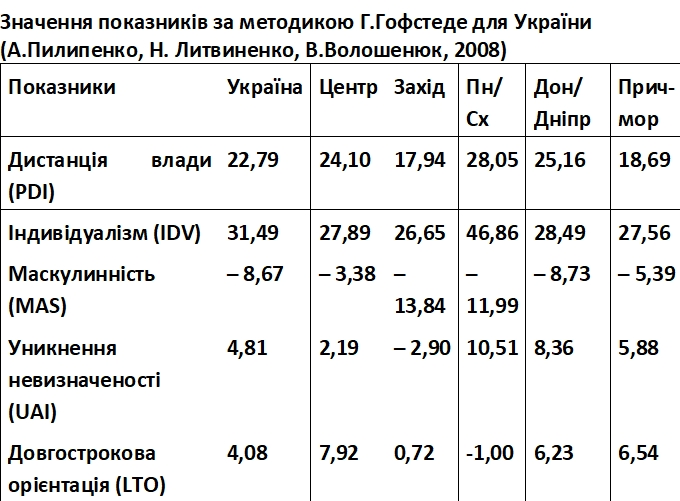 Значення показників за методикою Г.Гофстеде для України
(А.Пилипенко, Н. Литвиненко, В.Волошенюк, 2008)
Показники Україна Центр Захід Пн/ Дон/ Прич-
Сх Дніпр мор
Дистанція влади 22,79 24,10 17,94 28,05 25,16 18,69
(PDI)
Індивідуалізм (IDV) 31,49 27,89 26,65 46,86 28,49 27,56
Маскулинність – 8,67 – 3,38 – – – 8,73 – 5,39
(MAS) 13,84 11,99
Уникнення 4,81 2,19 – 2,90 10,51 8,36 5,88
невизначеності
(UAI)
Довгострокова 4,08 7,92 0,72 -1,00 6,23 6,54
орієнтація (LTO)